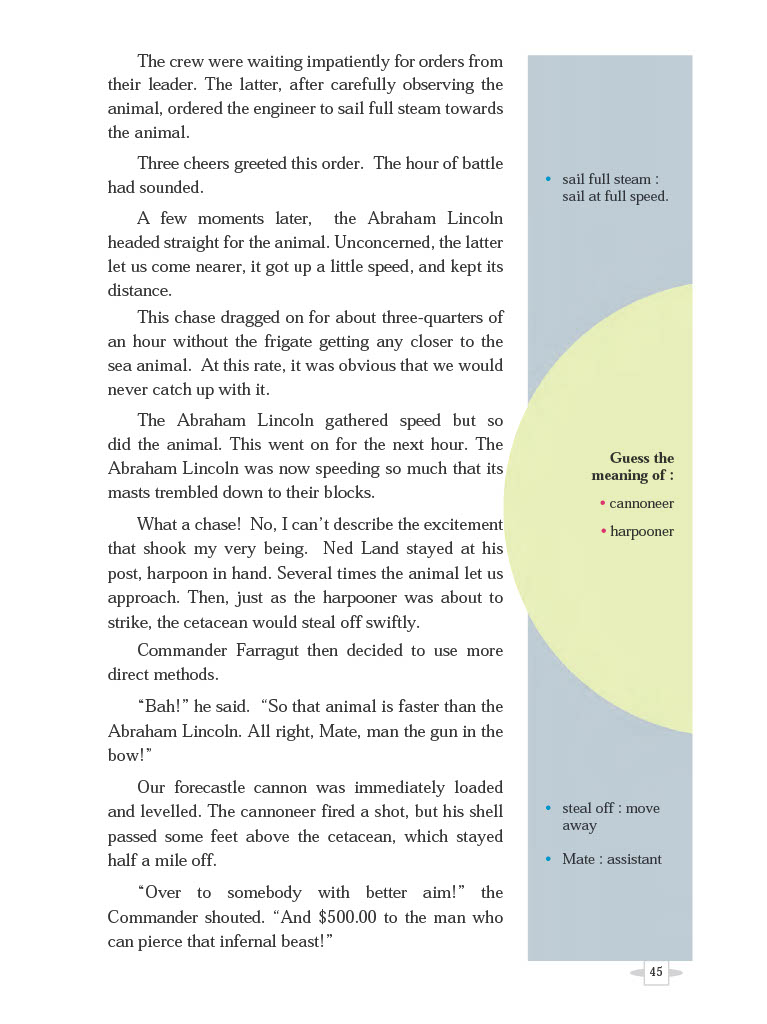 The crew were waiting impatiently for orders from
their leader. The latter, after carefully observing the
animal, ordered the engineer to sail full steam towards
the animal.
Three cheers greeted this order. The hour of battle
had sounded.
A few moments later, the Abraham Lincoln
headed straight for the animal. Unconcerned, the latter
let us come nearer, it got up a little speed, and kept its
distance.
This chase dragged on for about three-quarters of
an hour without the frigate getting any closer to the
sea animal. At this rate, it was obvious that we would
never catch up with it.
The Abraham Lincoln gathered speed but so
did the animal. This went on for the next hour. The
Abraham Lincoln was now speeding so much that its
masts trembled down to their blocks.
What a chase! No, I can't describe the excitement
that shook my very being. Ned Land stayed at his
post, harpoon in hand. Several times the animal let us
approach. Then, just as the harpooner was about to
strike, the cetacean would steal off swiftly.
Commander Farragut then decided to use more
direct methods.
“Bah!” he said. “So that animal is faster than the
Abraham Lincoln. All right, Mate, man the gun in the
bow!”
Our forecastle cannon was immediately loaded
and levelled. The cannoneer fired a shot, but his shell
passed some feet above the cetacean, which stayed
half a mile off.
“Over to somebody with better aim!” the
Commander shouted. “And $500.00 to the man who
can pierce that infernal beast!”
• sail full steam :
sail at full speed.
Guess the
meaning of :
• cannoneer
• harpooner
• steal off : move
away
• Mate : assistant
45